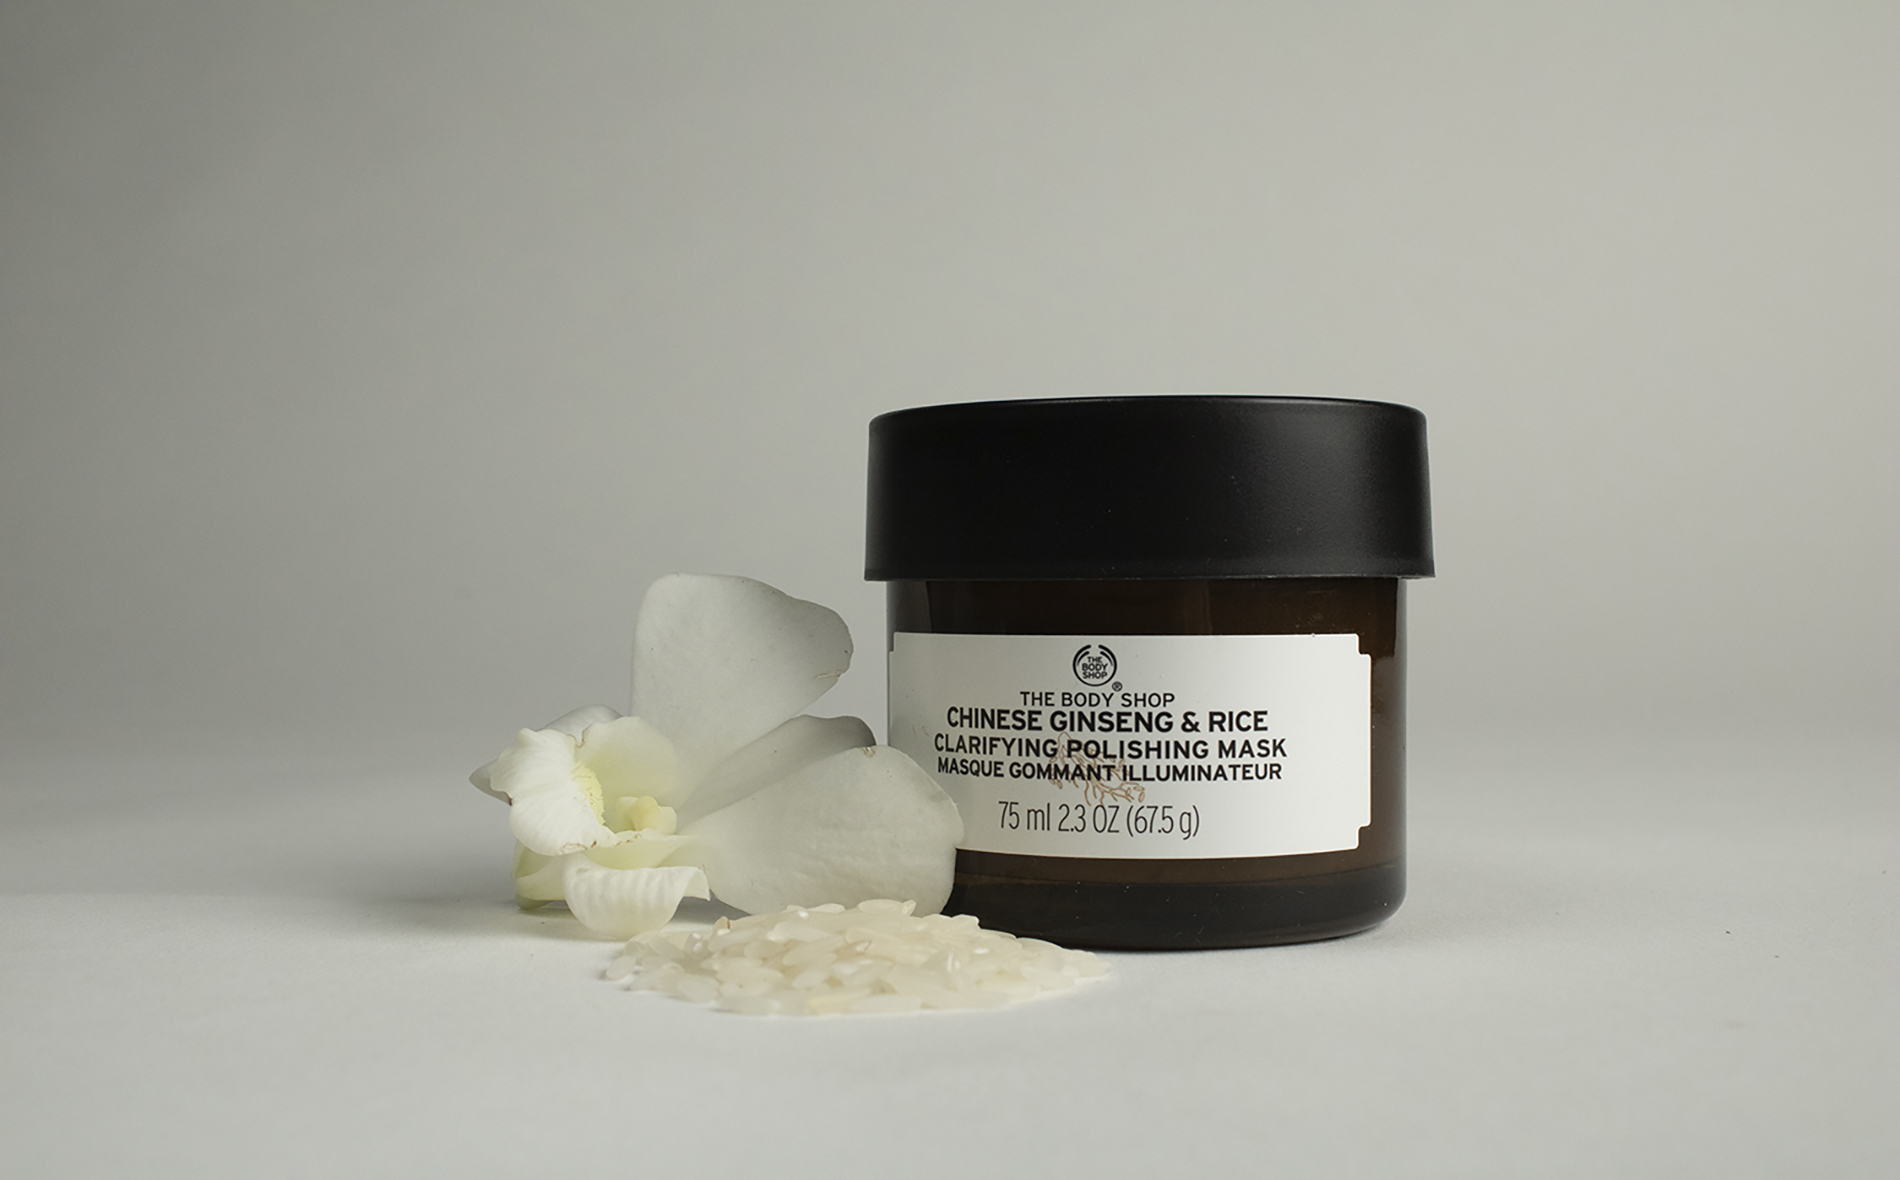 THE
BODY
SHOP
®
THE BODY SHOP
CHINESE GINSENG & RICE
CLARIFYING POLISHING MASK
MASQUE GOMMANT ILLUMINATEUR
75 ml 2.3 OZ (67.5 g)